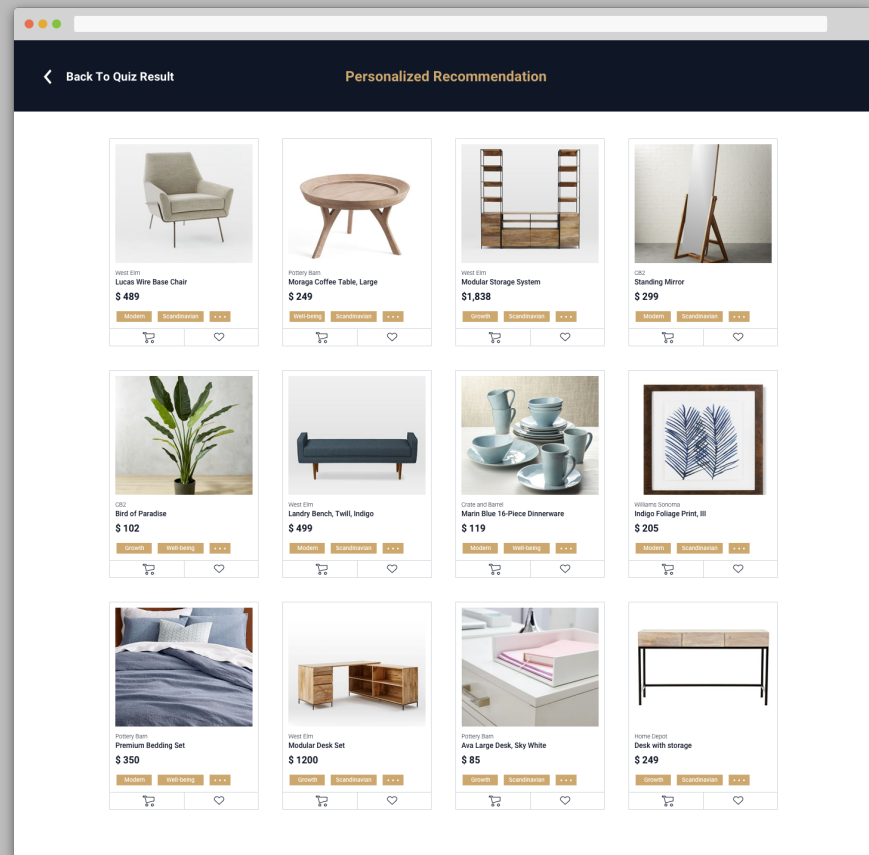 Back To Quiz Result
Personalized Recommendation
West Elm
Lucas Wire Base Chair
$ 489
Modern Scandinavian
Pottery Barn
Moraga Coffee Table, Large
$ 249
Well-being Scandinavian
West Elm
Modular Storage System
$1,838
Growth Scandinavian
CB2
Standing Mirror
$ 299
Modern Scandinavian
CB2
Bird of Paradise
$ 102
Growth Well-being
West Elm
Landry Bench, Twill, Indigo
$ 499
Modern Scandinavian
Crate and Barrel
Marin Blue 16-Piece Dinnerware
$ 119
Modern Well-being
Williams Sonoma
Indigo Foliage Print, III
$ 205
Modern Scandinavian
Pottery Barn
Premium Bedding Set
$ 350
Modern Well-being
West Elm
Modular Desk Set
$ 1200
Growth Scandinavian
Pottery Barn
Ava Large Desk, Sky White
$ 85
Growth Scandinavian
Home Depot
Desk with storage
$ 249
Growth Scandinavian